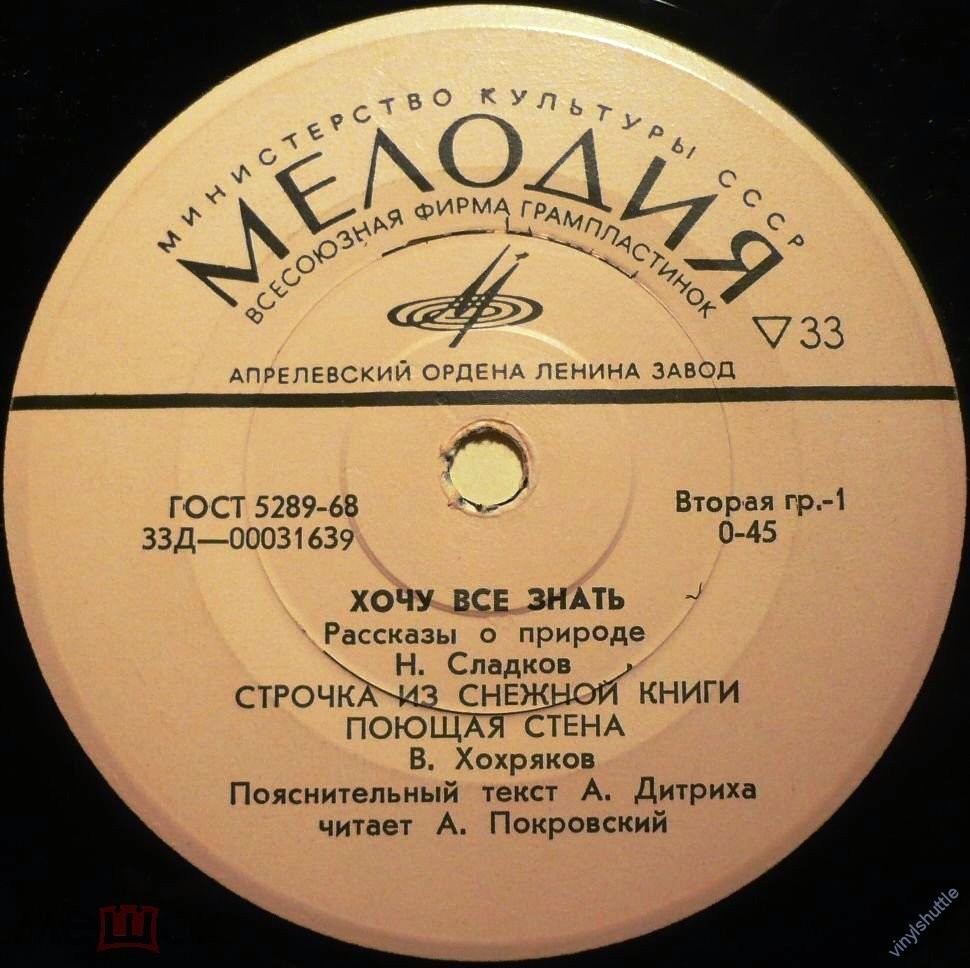 МИНИСТЕРСТВО КУЛЬТУРЫ СССР
МЕЛОДИЯ
ВСЕСОЮЗНАЯ ФИРМА ГРАМПЛАСТИНОК
▽33
АПРЕЛЕВСКИЙ ОРДЕНА ЛЕНИНА ЗАВОД
ГОСТ 5289-68
33Д—00031639
Вторая гр.-1
0-45
ХОЧУ ВСЕ ЗНАТЬ
Рассказы о природе
Н. Сладков
СТРОЧКА ИЗ СНЕЖНОЙ КНИГИ
ПОЮЩАЯ СТЕНА
В. Хохряков
Пояснительный текст А. Дитриха
читает А. Покровский
vinylshuttle